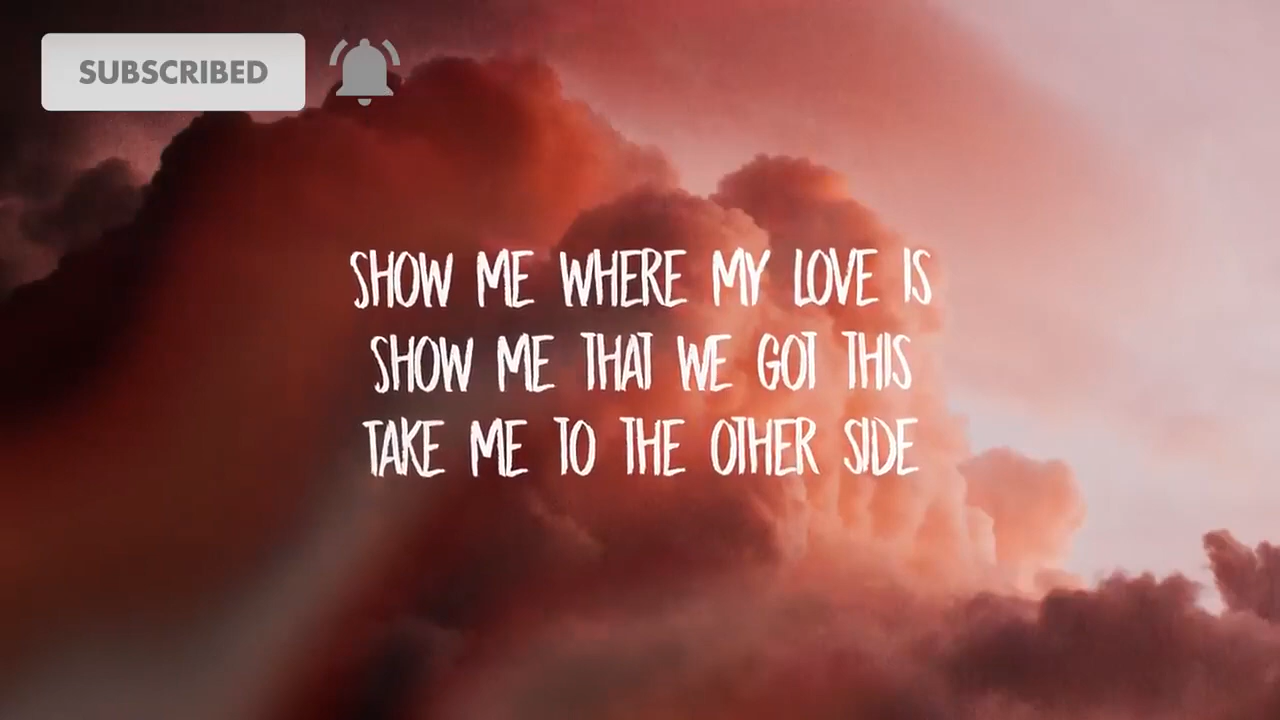 SUBSCRIBED
SHOW ME WHERE MY LOVE IS
SHOW ME THAT WE GOT THIS
TAKE ME TO THE OTHER SIDE